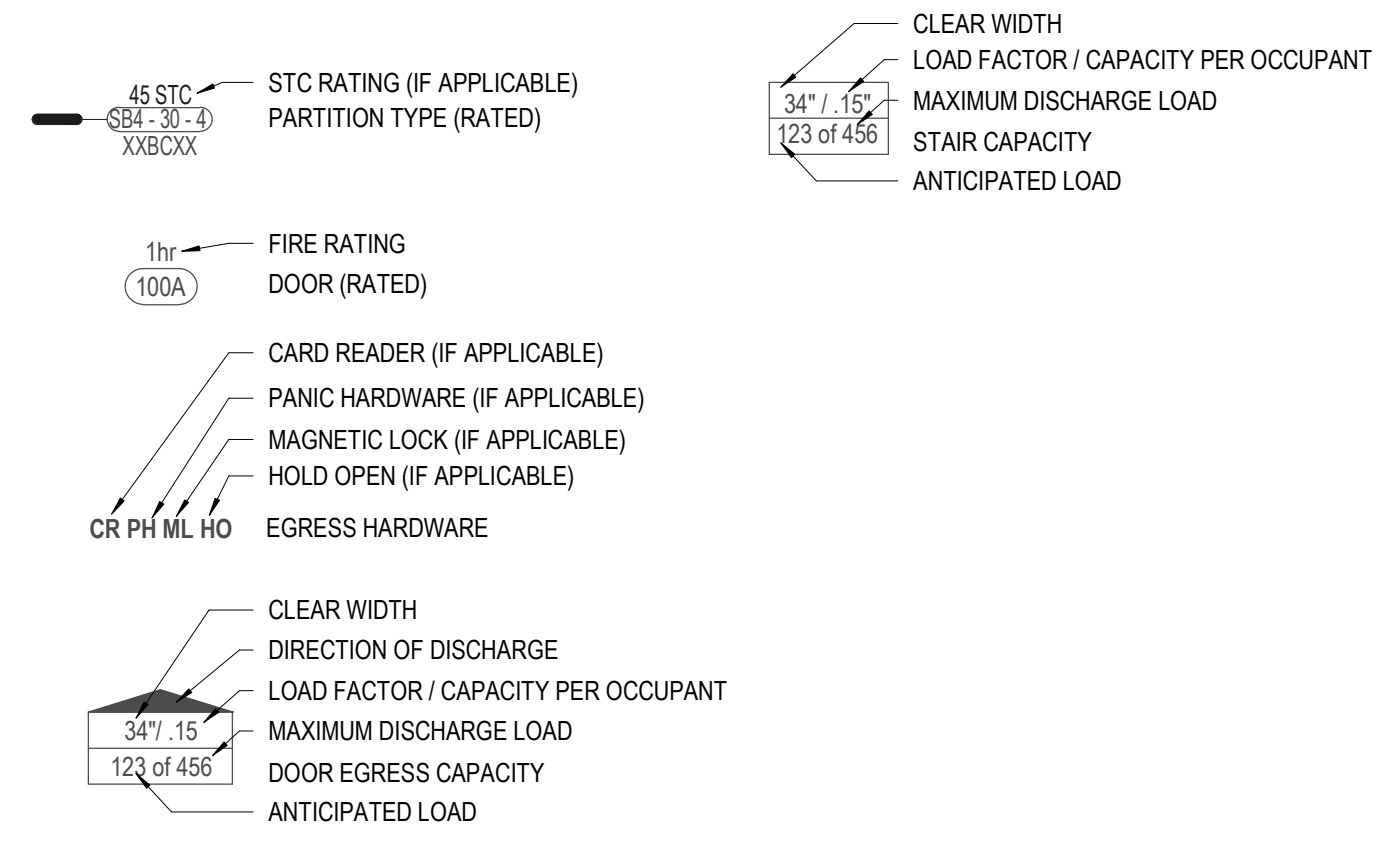 45 STC
SB4 - 30 - 4
XXBCXX
STC RATING (IF APPLICABLE)
PARTITION TYPE (RATED)
1hr
100A
FIRE RATING
DOOR (RATED)
CARD READER (IF APPLICABLE)
PANIC HARDWARE (IF APPLICABLE)
MAGNETIC LOCK (IF APPLICABLE)
HOLD OPEN (IF APPLICABLE)
CR PH ML HO
EGRESS HARDWARE
CLEAR WIDTH
DIRECTION OF DISCHARGE
LOAD FACTOR / CAPACITY PER OCCUPANT
34"/ .15
MAXIMUM DISCHARGE LOAD
123 of 456
DOOR EGRESS CAPACITY
ANTICIPATED LOAD
CLEAR WIDTH
LOAD FACTOR / CAPACITY PER OCCUPANT
34" / .15"
MAXIMUM DISCHARGE LOAD
123 of 456
STAIR CAPACITY
ANTICIPATED LOAD